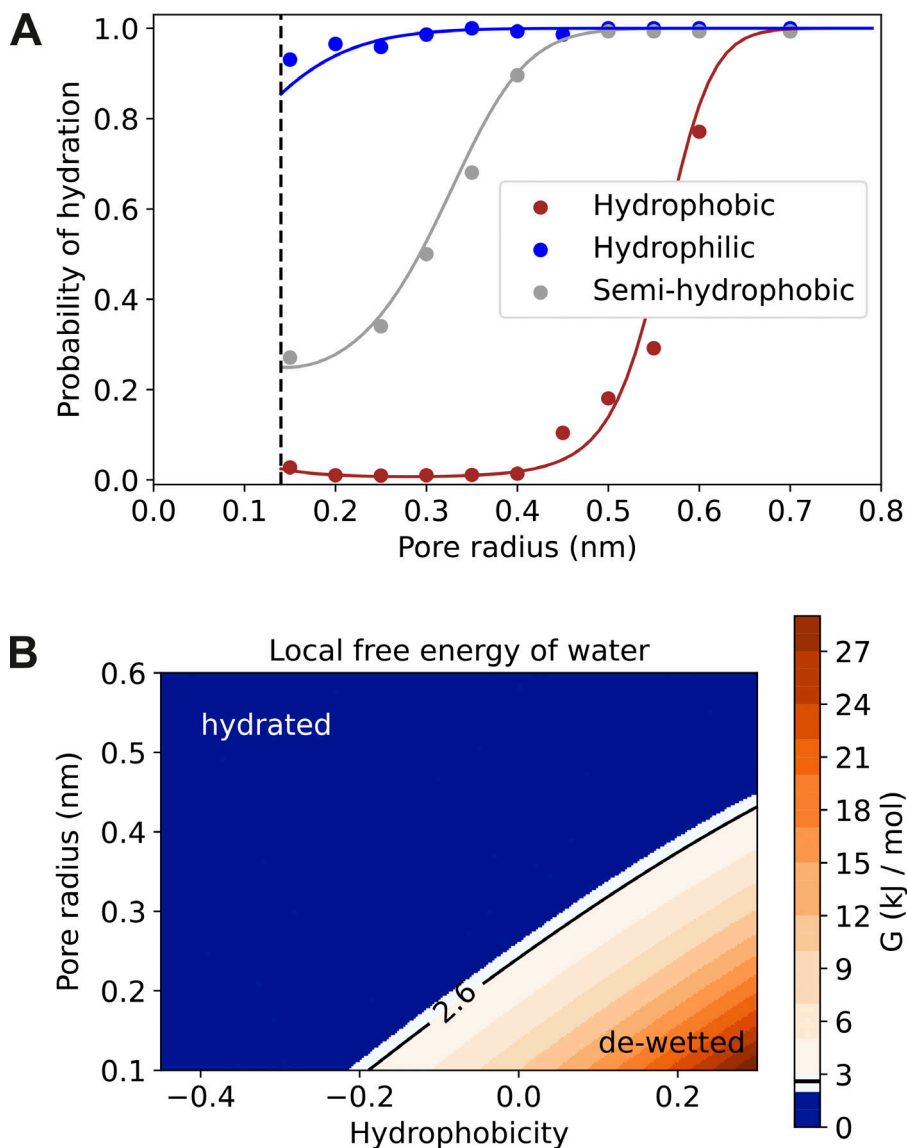 A
Probability of hydration
1.0
0.8
0.6
0.4
0.2
0.0
Hydrophobic
Hydrophilic
Semi-hydrophobic
0.0 0.1 0.2 0.3 0.4 0.5 0.6 0.7 0.8
Pore radius (nm)
B
Local free energy of water
Pore radius (nm)
0.6
0.5
0.4
0.3
0.2
0.1
hydrated
2.6
de-wetted
−0.4 −0.2 0.0 0.2
Hydrophobicity
27
24
21
18
15
12
9
6
3
0
G (kJ / mol)